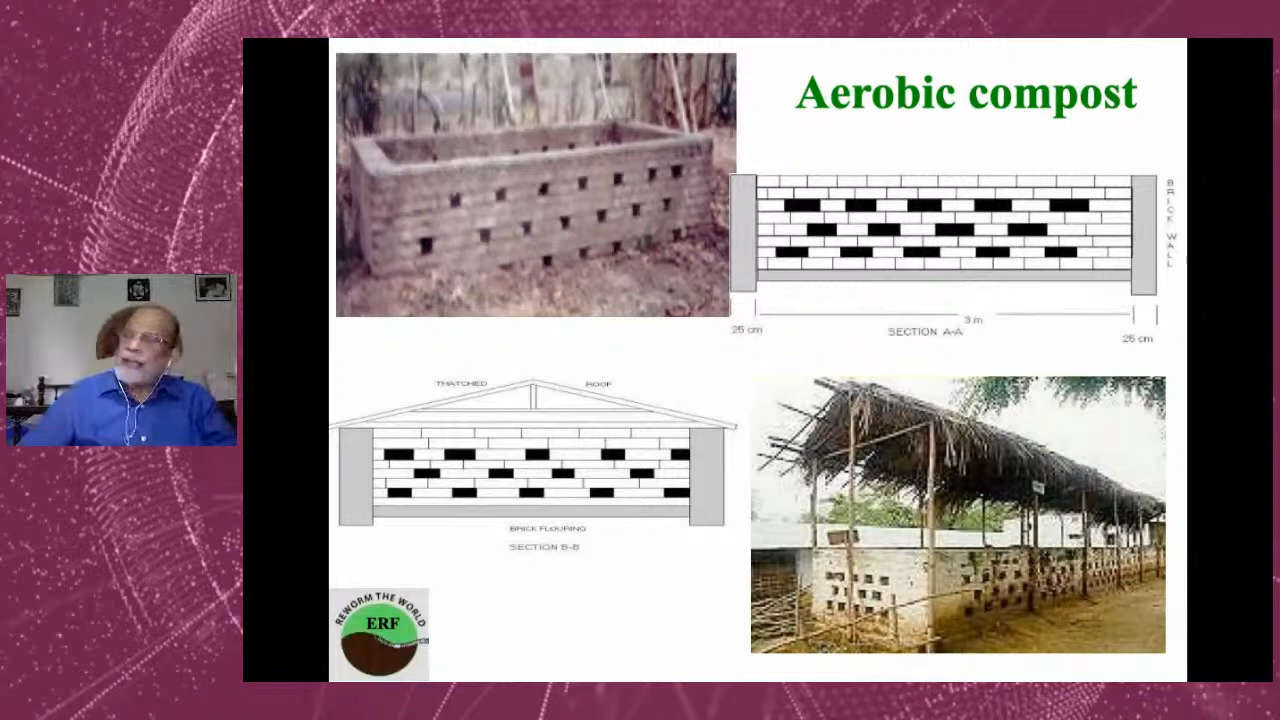 Aerobic compost
BRICK WALL
3 m
25 cm
SECTION A-A
25 cm
THATCHED ROOF
BRICK FLOURING
SECTION B-B
REWORM THE WORLD
ERF